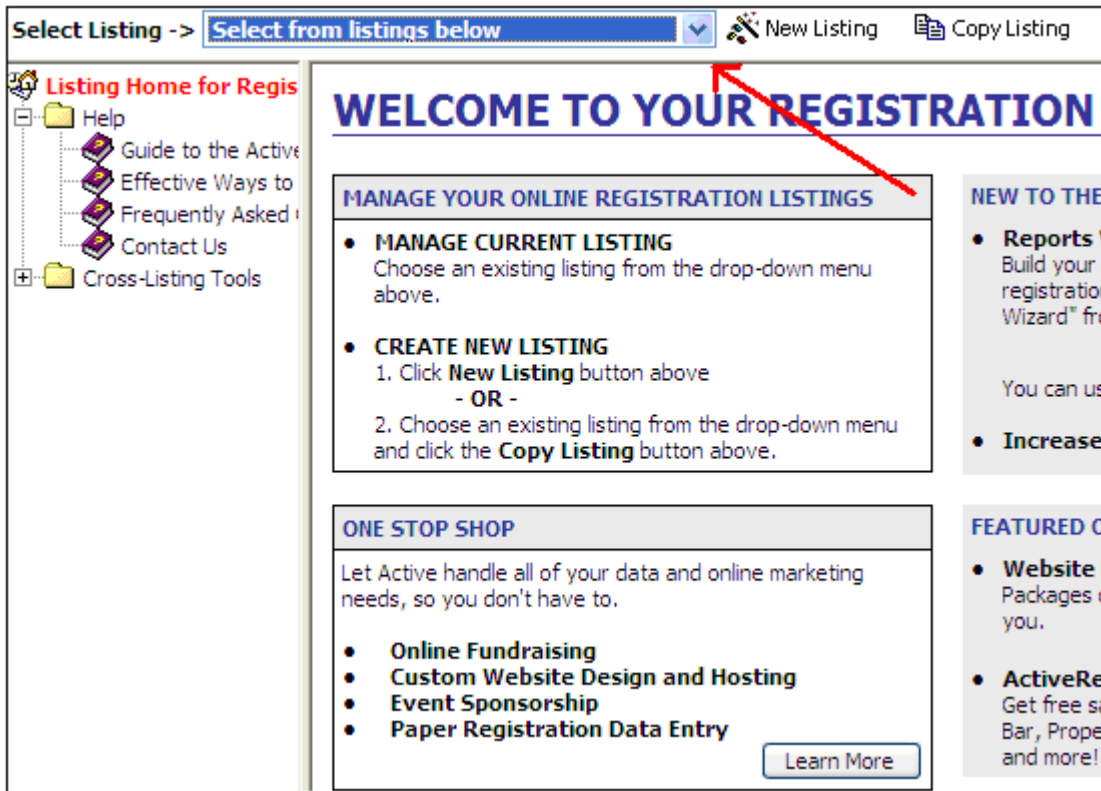 Select Listing -> Select from listings below New Listing Copy Listing
Listing Home for Regis
Help
Guide to the Active
Effective Ways to
Frequently Asked
Contact Us
Cross-Listing Tools
WELCOME TO YOUR REGISTRATION
MANAGE YOUR ONLINE REGISTRATION LISTINGS
● MANAGE CURRENT LISTING
Choose an existing listing from the drop-down menu
above.
● CREATE NEW LISTING
1. Click New Listing button above
- OR -
2. Choose an existing listing from the drop-down menu
and click the Copy Listing button above.
ONE STOP SHOP
Let Active handle all of your data and online marketing
needs, so you don't have to.
● Online Fundraising
● Custom Website Design and Hosting
● Event Sponsorship
● Paper Registration Data Entry
Learn More
NEW TO THE
● Reports
Build your
registratio
Wizard" fr
You can us
● Increase
FEATURED
● Website
Packages
you.
● ActiveRe
Get free sa
Bar, Prope
and more!